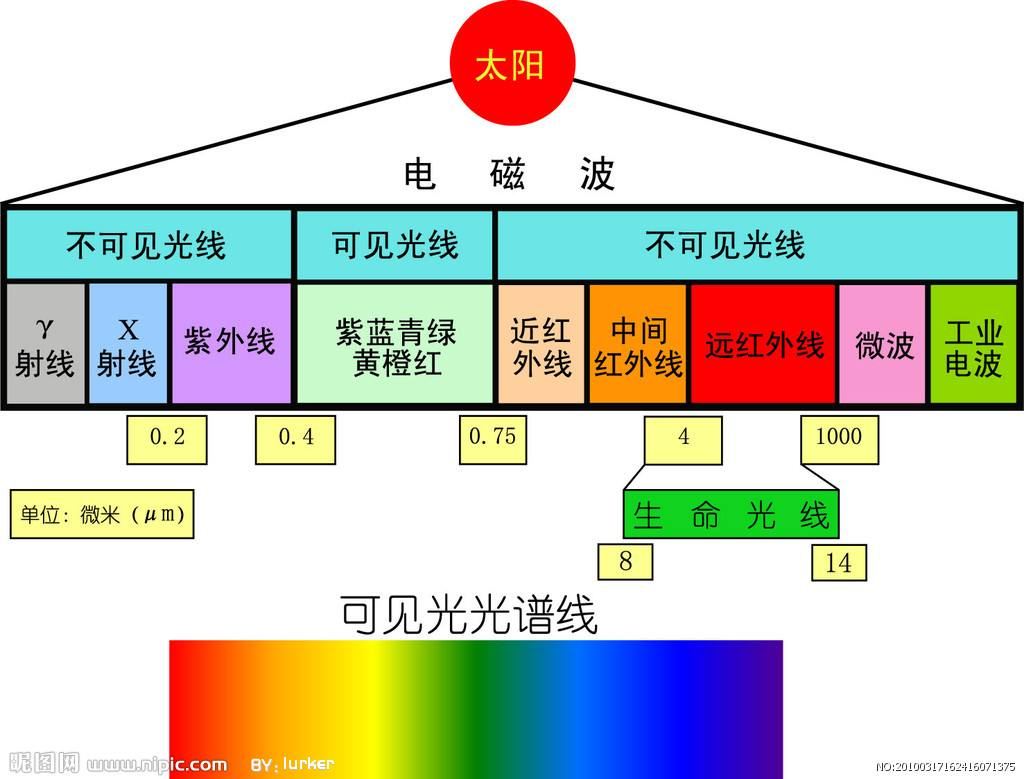 太阳
电 磁 波
不可见光线
可见光线
不可见光线
γ
射线
X
射线
紫外线
紫蓝青绿
黄橙红
近红
外线
中间
红外线
远红外线
微波
工业
电波
0.2
0.4
0.75
4
1000
单位: 微米 (μm)
生 命 光 线
8
14
可见光光谱线
昵图网 www.nipic.com
BY: lurker
NO:20100317162416071375